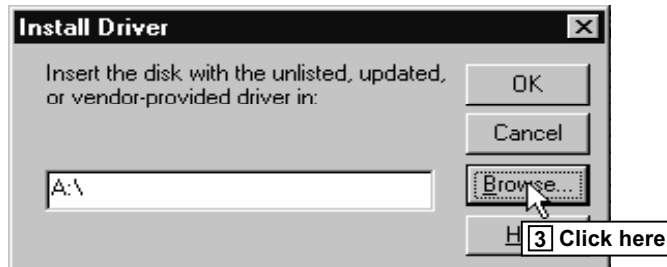 Install Driver
Insert the disk with the unlisted, updated,
or vendor-provided driver in:
OK
Cancel
A:\
Browse...
3 Click here